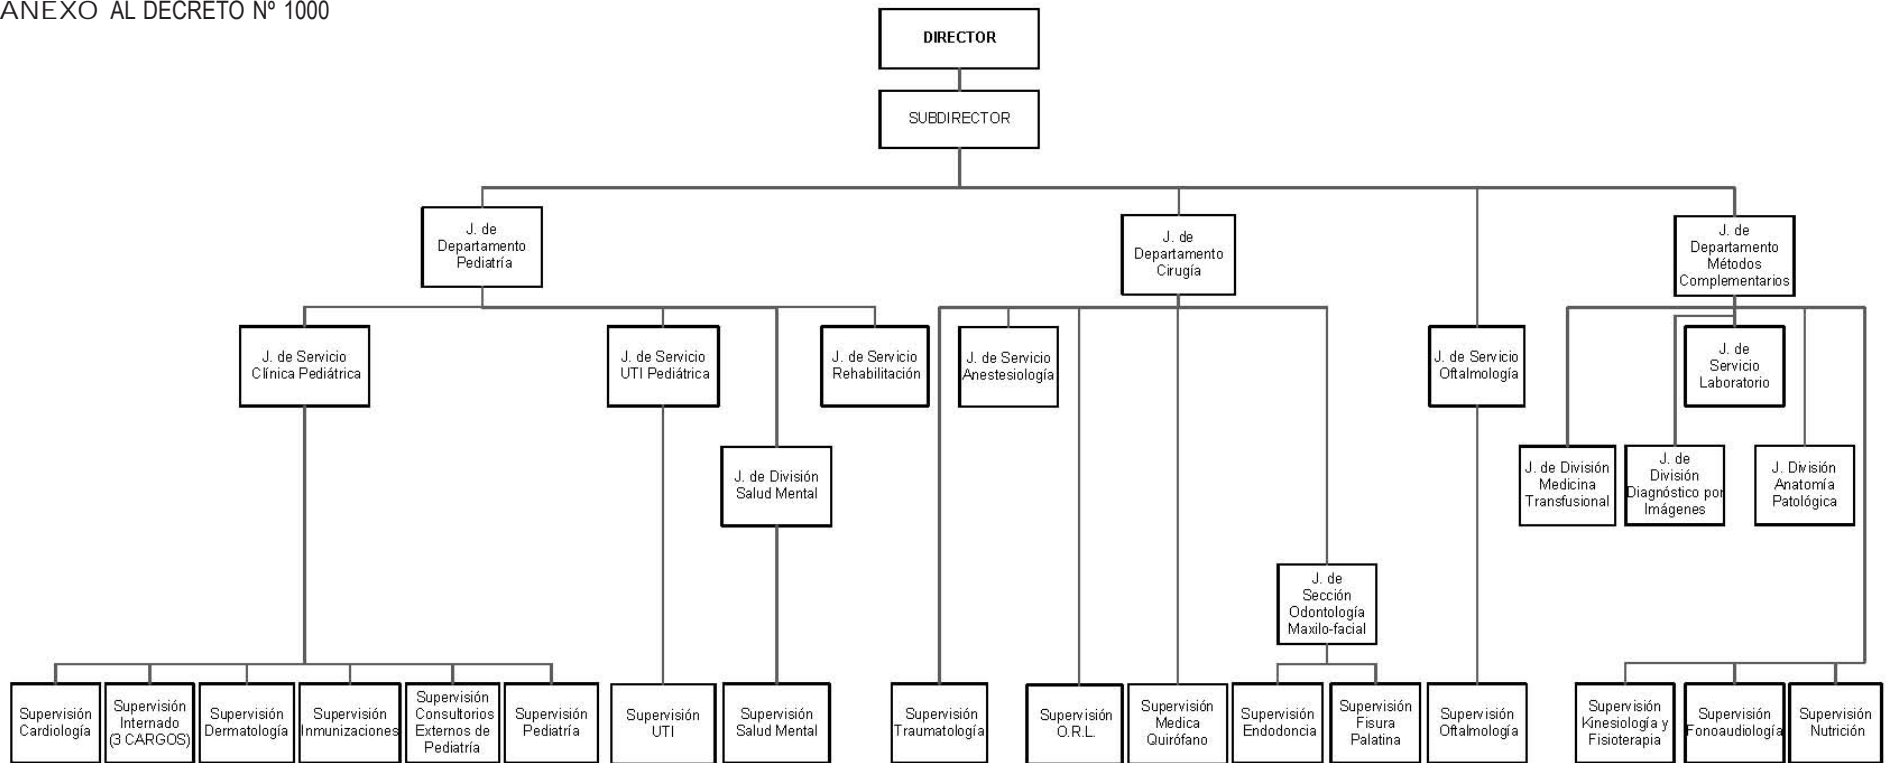 ANEXO AL DECRETO Nº 1000
DIRECTOR
SUBDIRECTOR
J. de
Departamento
Pediatría
J. de
Departamento
Cirugía
J. de
Departamento
Métodos
Complementarios
J. de Servicio
Clínica Pediátrica
J. de Servicio
UTI Pediátrica
J. de Servicio
Rehabilitación
J. de Servicio
Anestesiología
J. de Servicio
Oftalmología
J. de
Servicio
Laboratorio
J. de División
Salud Mental
J. de División
Medicina
Transfusional
J. de
División
Diagnóstico por
Imágenes
J. División
Anatomía
Patológica
J. de
Sección
Odontología
Maxilo-facial
Supervisión
Cardiología
Supervisión
Internado
(3 CARGOS)
Supervisión
Dermatología
Supervisión
Inmunizaciones
Supervisión
Consultorios
Externos de
Pediatría
Supervisión
Pediatría
Supervisión
UTI
Supervisión
Salud Mental
Supervisión
Traumatología
Supervisión
O.R.L.
Supervisión
Medica
Quirófano
Supervisión
Endodoncia
Supervisión
Fisura
Palatina
Supervisión
Oftalmología
Supervisión
Kinesiología y
Fisioterapia
Supervisión
Fonoaudiología
Supervisión
Nutrición